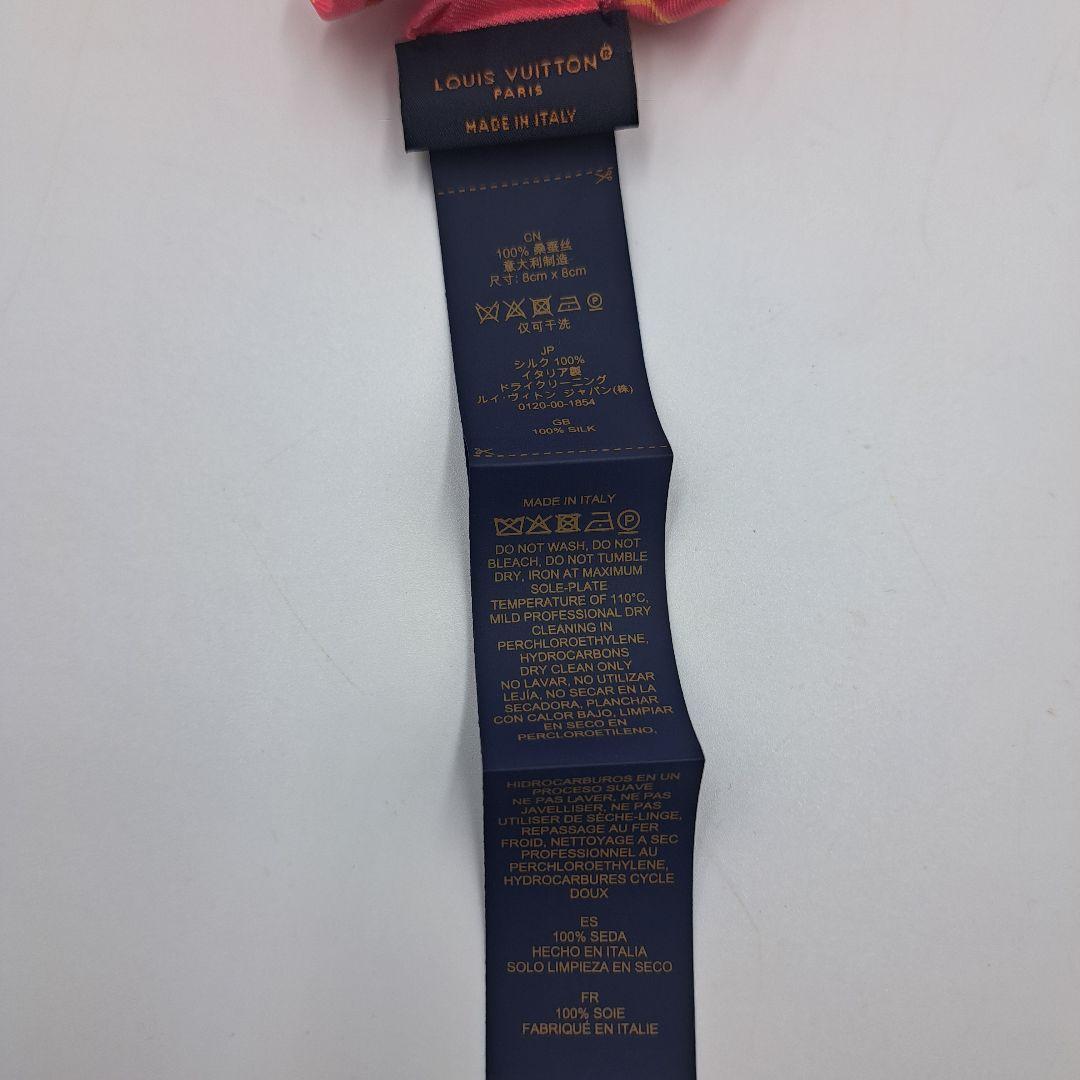 LOUIS VUITTON®
PARIS
MADE IN ITALY
CN
100% 桑蚕丝
意大利制造
尺寸: 8cm x 8cm
仅可干洗
JP
シルク 100%
イタリア製
ドライクリーニング
ルイ・ヴィトン ジャパン(株)
0120-00-1854
GB
100% SILK
MADE IN ITALY
DO NOT WASH, DO NOT
BLEACH, DO NOT TUMBLE
DRY, IRON AT MAXIMUM
SOLE-PLATE
TEMPERATURE OF 110°C,
MILD PROFESSIONAL DRY
CLEANING IN
PERCHLOROETHYLENE,
HYDROCARBONS
DRY CLEAN ONLY
NO LAVAR, NO UTILIZAR
LEJÍA, NO SECAR EN LA
SECADORA, PLANCHAR
CON CALOR BAJO, LIMPIAR
EN SECO EN
PERCLOROETILENO,
HIDROCARBUROS EN UN
PROCESO SUAVE
NE PAS LAVER, NE PAS
JAVELLISER, NE PAS
UTILISER DE SÈCHE-LINGE,
REPASSAGE AU FER
FROID, NETTOYAGE A SEC
PROFESSIONNEL AU
PERCHLOROETHYLENE,
HYDROCARBURES CYCLE
DOUX
ES
100% SEDA
HECHO EN ITALIA
SOLO LIMPIEZA EN SECO
FR
100% SOIE
FABRIQUÉ EN ITALIE